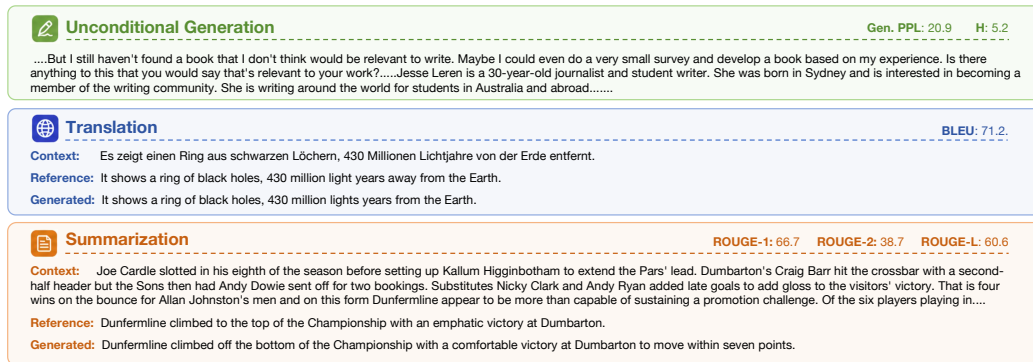 Unconditional Generation
Gen. PPL: 20.9 H: 5.2
....But I still haven't found a book that I don't think would be relevant to write. Maybe I could even do a very small survey and develop a book based on my experience. Is there
anything to this that you would say that's relevant to your work?.....Jesse Leren is a 30-year-old journalist and student writer. She was born in Sydney and is interested in becoming a
member of the writing community. She is writing around the world for students in Australia and abroad.......
Translation
BLEU: 71.2.
Context: Es zeigt einen Ring aus schwarzen Löchern, 430 Millionen Lichtjahre von der Erde entfernt.
Reference: It shows a ring of black holes, 430 million light years away from the Earth.
Generated: It shows a ring of black holes, 430 million lights years from the Earth.
Summarization
ROUGE-1: 66.7 ROUGE-2: 38.7 ROUGE-L: 60.6
Context: Joe Cardle slotted in his eighth of the season before setting up Kallum Higginbotham to extend the Pars' lead. Dumbarton's Craig Barr hit the crossbar with a second-
half header but the Sons then had Andy Dowie sent off for two bookings. Substitutes Nicky Clark and Andy Ryan added late goals to add gloss to the visitors' victory. That is four
wins on the bounce for Allan Johnston's men and on this form Dunfermline appear to be more than capable of sustaining a promotion challenge. Of the six players playing in....
Reference: Dunfermline climbed to the top of the Championship with an emphatic victory at Dumbarton.
Generated: Dunfermline climbed off the bottom of the Championship with a comfortable victory at Dumbarton to move within seven points.